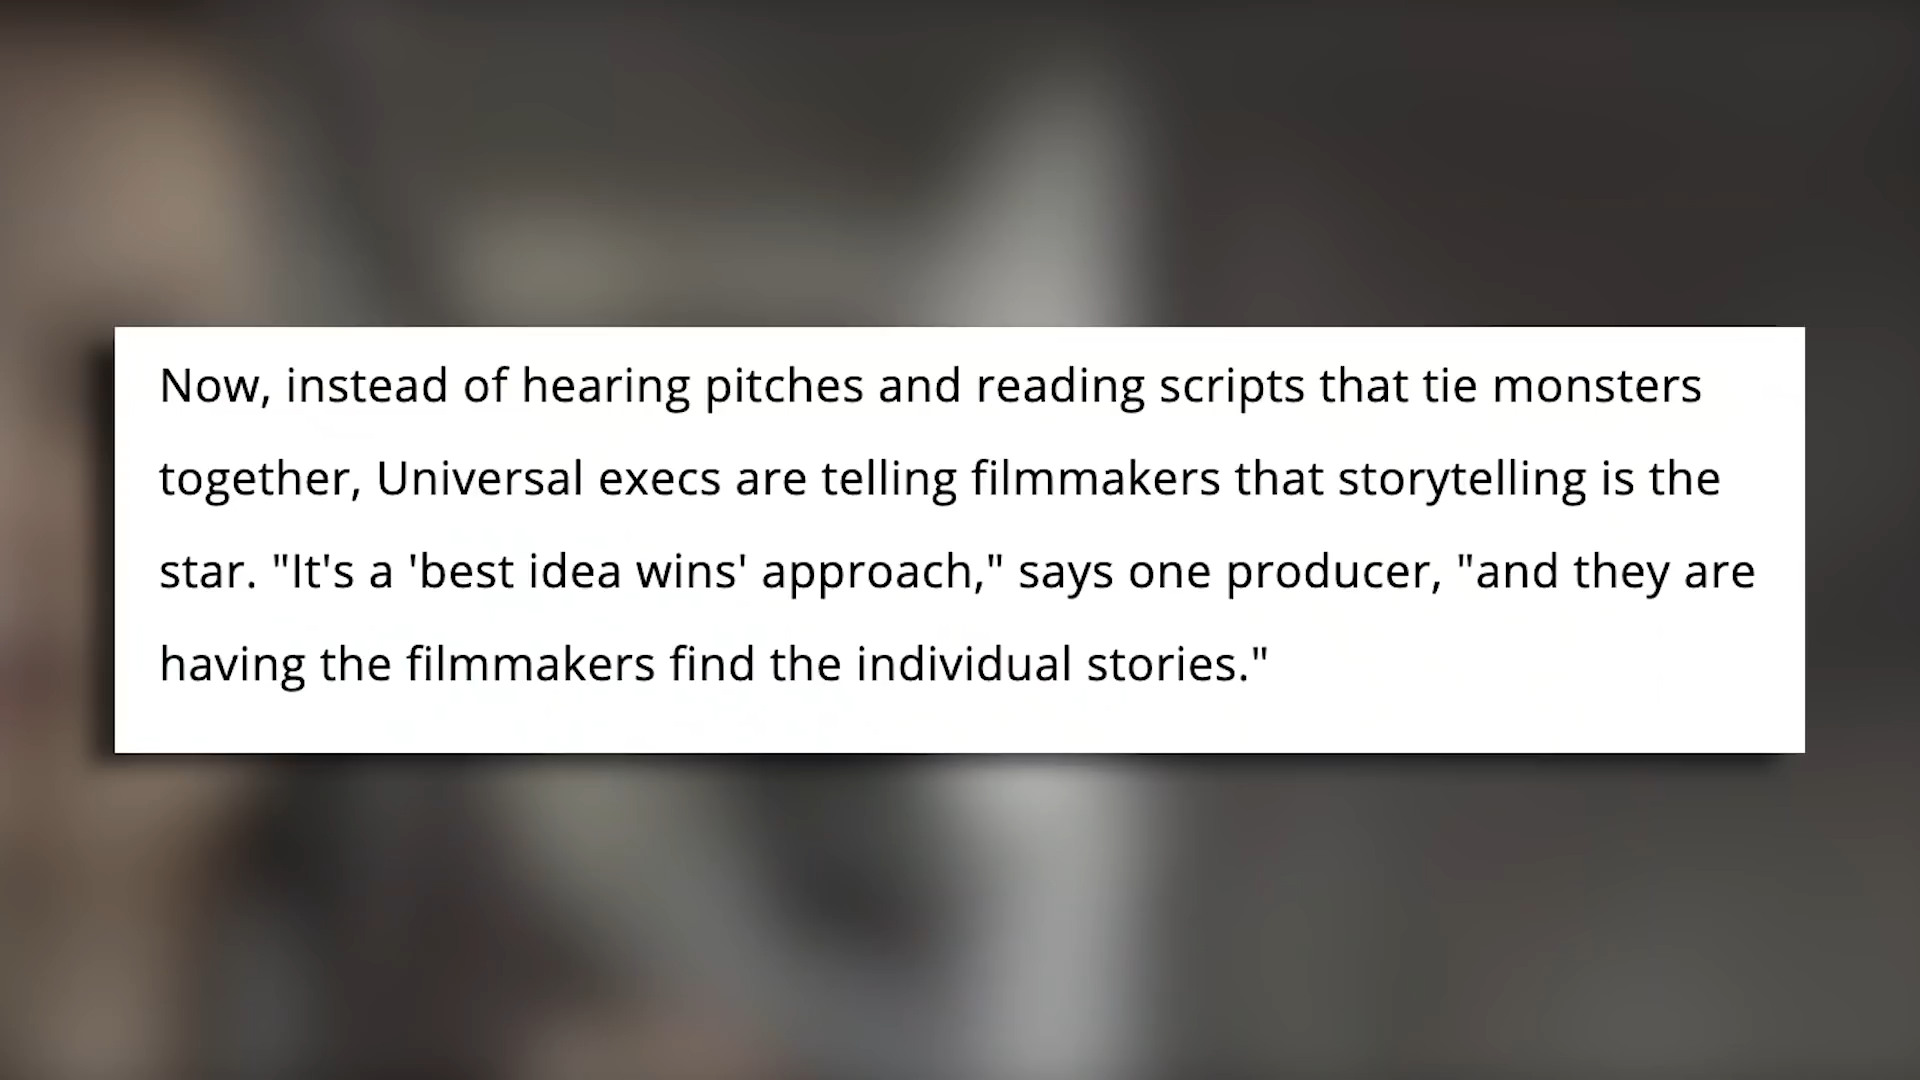 Now, instead of hearing pitches and reading scripts that tie monsters
together, Universal execs are telling filmmakers that storytelling is the
star. "It's a 'best idea wins' approach," says one producer, "and they are
having the filmmakers find the individual stories."